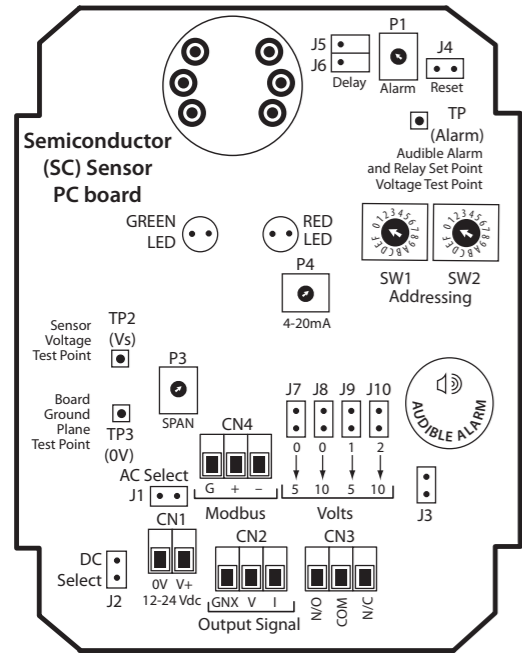 P1
J5
J6
Delay
Alarm
J4
Reset
TP
(Alarm)
Audible Alarm
and Relay Set Point
Voltage Test Point
Semiconductor
(SC) Sensor
PC board
GREEN
LED
RED
LED
0123456789ABCDEF
0123456789ABCDEF
SW1
SW2
Addressing
P4
4-20mA
TP2
(Vs)
Sensor
Voltage
Test Point
P3
SPAN
Board
Ground
Plane
Test Point
TP3
(0V)
CN4
G + –
Modbus
J7 J8 J9 J10
0 0 1 2
5 10 5 10
Volts
AUDIBLE ALARM
J3
AC Select
J1
CN1
0V V+
12-24 Vdc
DC
Select
J2
CN2
GNX V I
Output Signal
CN3
N/O
COM
N/C